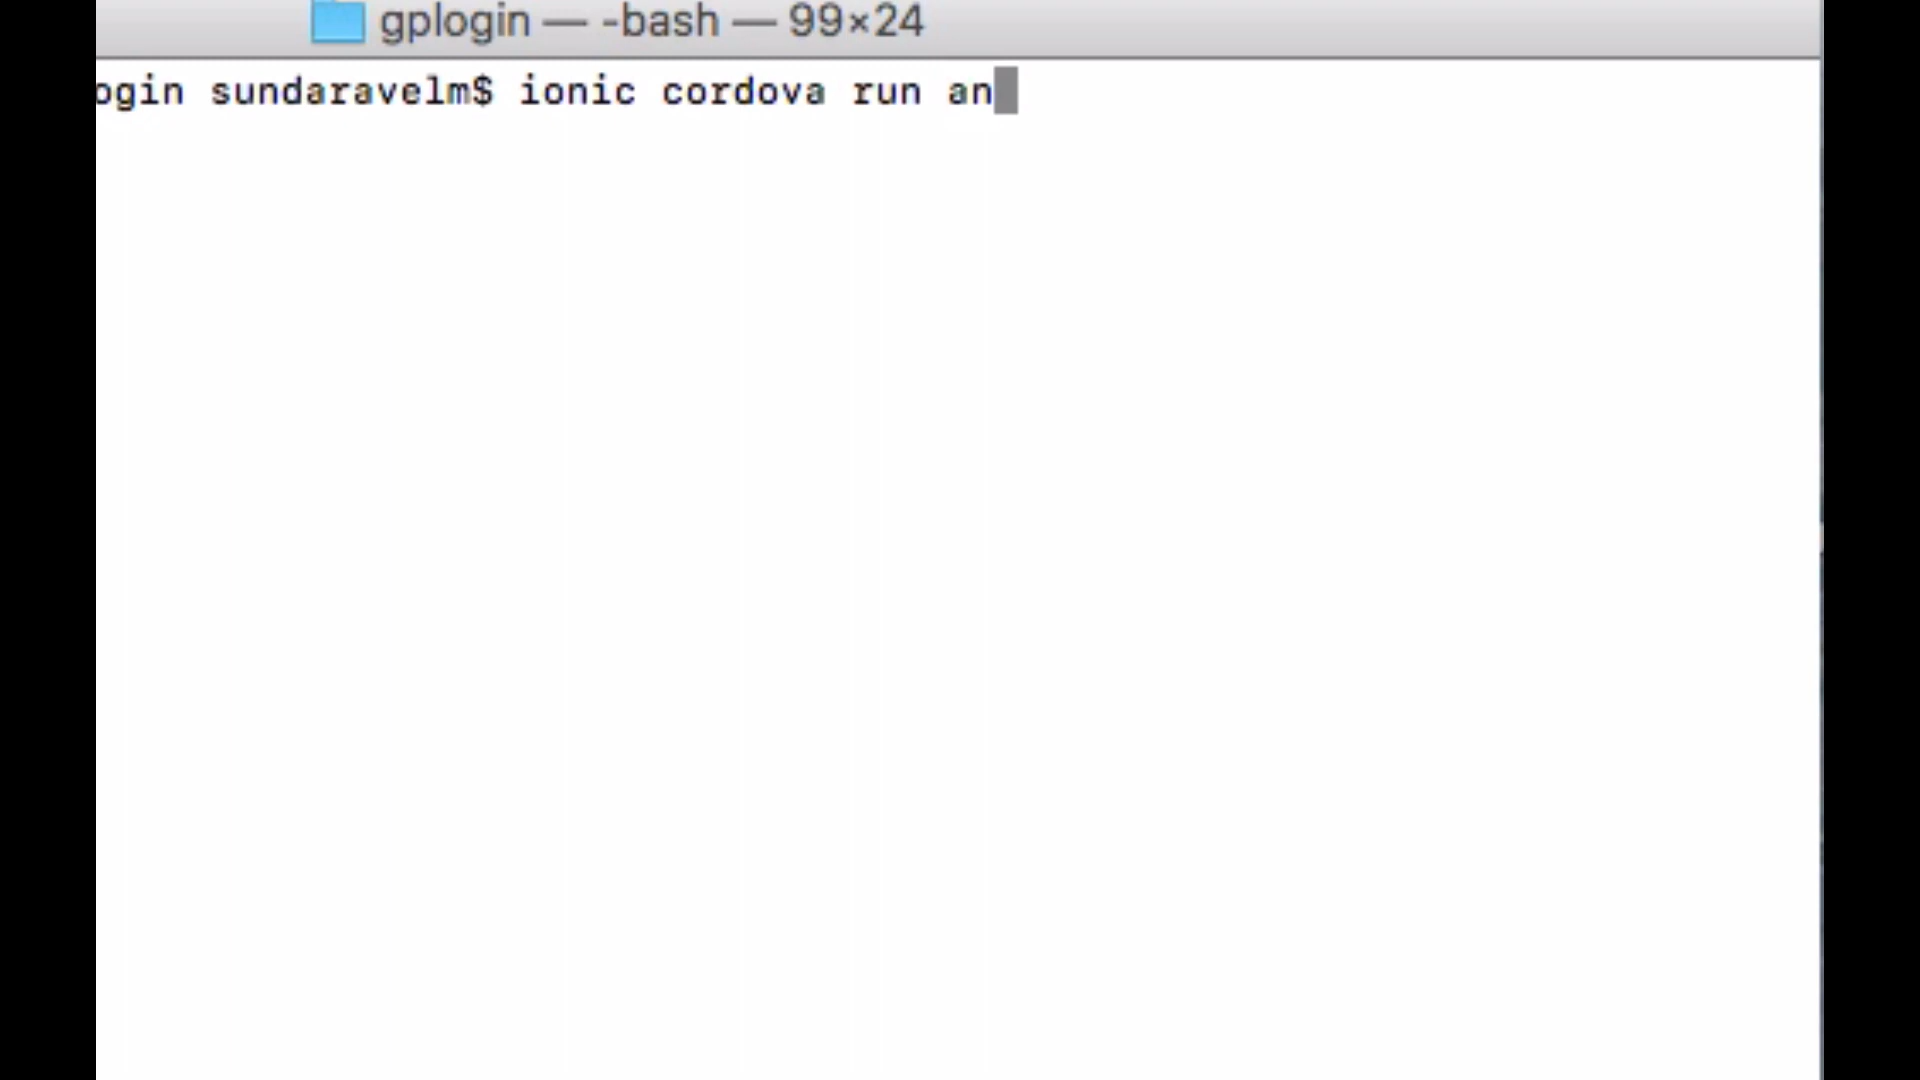 gplogin — -bash — 99×24
ogin sundaravelm$ ionic cordova run an